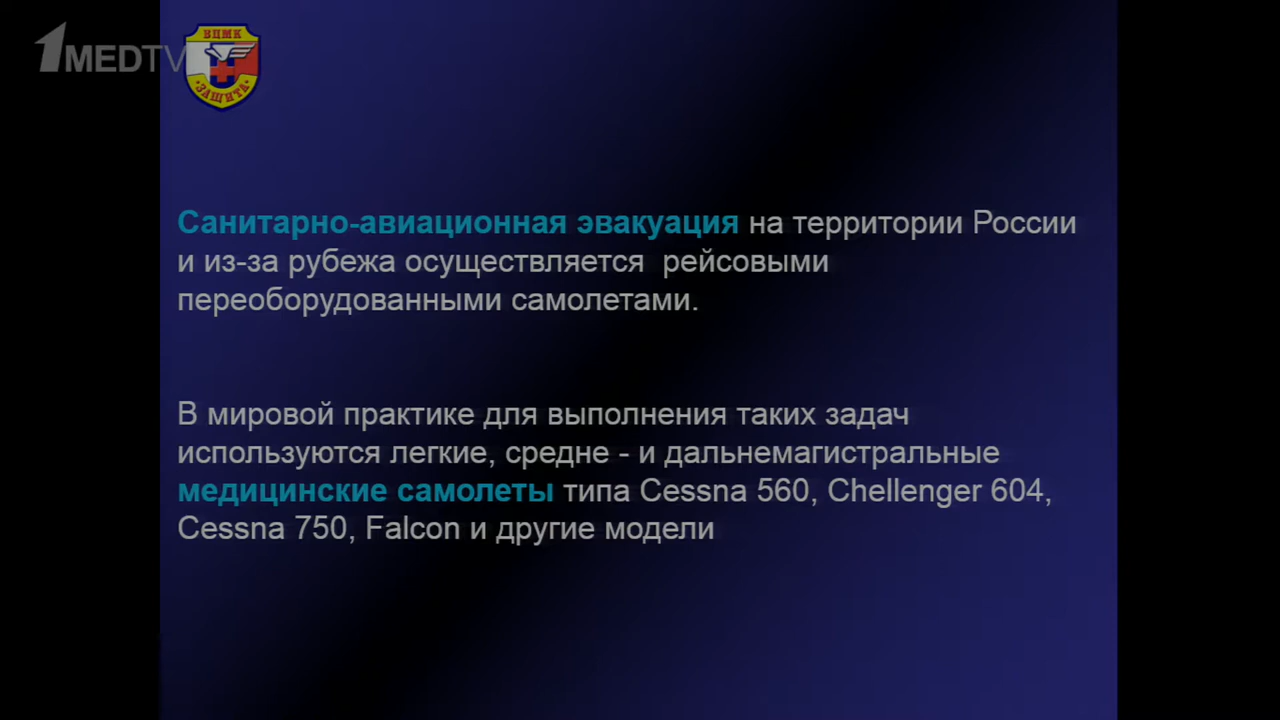 1MEDTV
ВЦМК
ЗАЩИТА
Санитарно-авиационная эвакуация на территории России
и из-за рубежа осуществляется рейсовыми
переоборудованными самолетами.
В мировой практике для выполнения таких задач
используются легкие, средне - и дальнемагистральные
медицинские самолеты типа Cessna 560, Chellenger 604,
Cessna 750, Falcon и другие модели